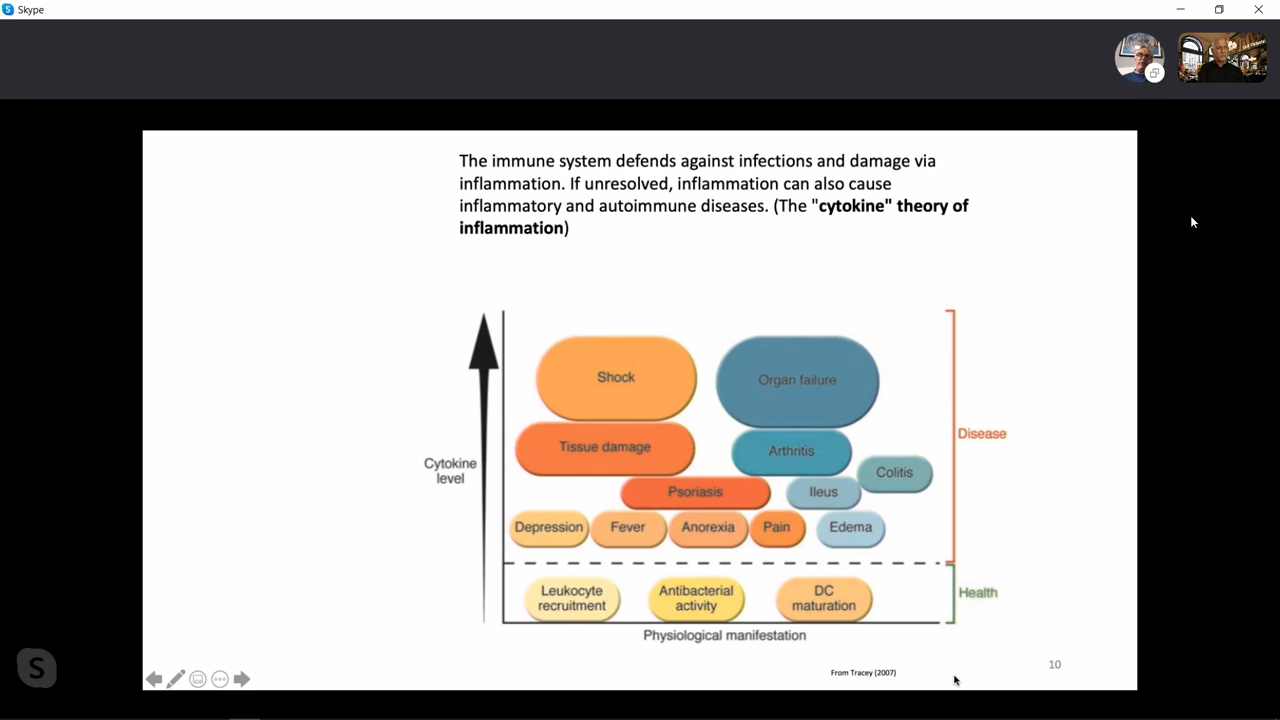 Skype
The immune system defends against infections and damage via
inflammation. If unresolved, inflammation can also cause
inflammatory and autoimmune diseases. (The "cytokine" theory of
inflammation)
Shock
Organ failure
Tissue damage
Arthritis
Disease
Cytokine
level
Colitis
Psoriasis
Ileus
Depression
Fever
Anorexia
Pain
Edema
Leukocyte
recruitment
Antibacterial
activity
DC
maturation
Health
Physiological manifestation
10
From Tracey (2007)
S